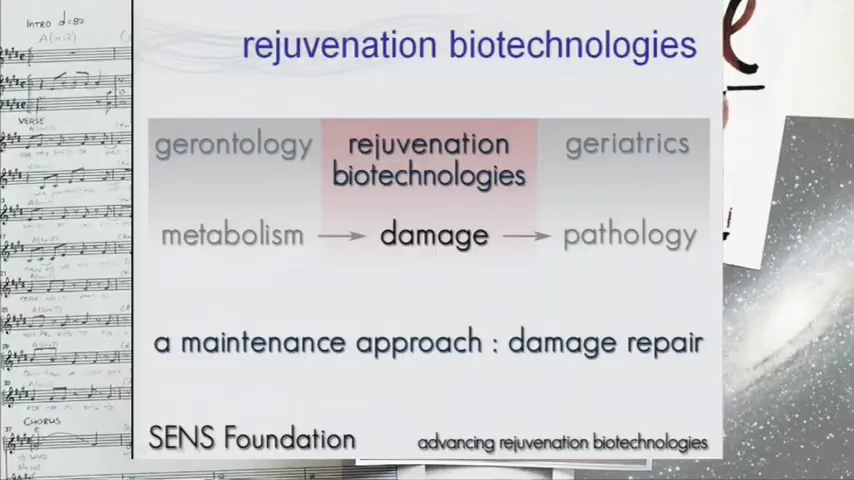 rejuvenation biotechnologies
gerontology
rejuvenation
biotechnologies
geriatrics
metabolism
damage
pathology
a maintenance approach : damage repair
SENS Foundation
advancing rejuvenation biotechnologies
INTRO
VERSE
CHORUS